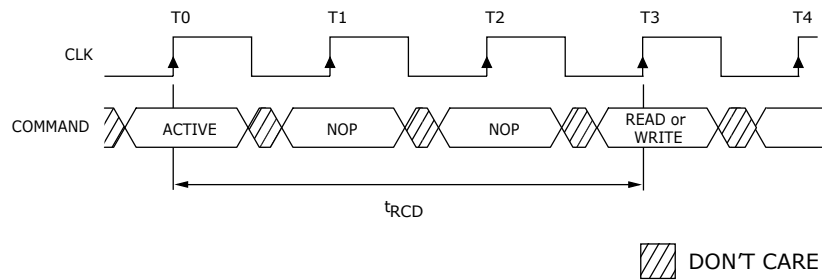 T0 T1 T2 T3 T4
CLK
COMMAND ACTIVE NOP NOP READ or
WRITE
tRCD
DON'T CARE